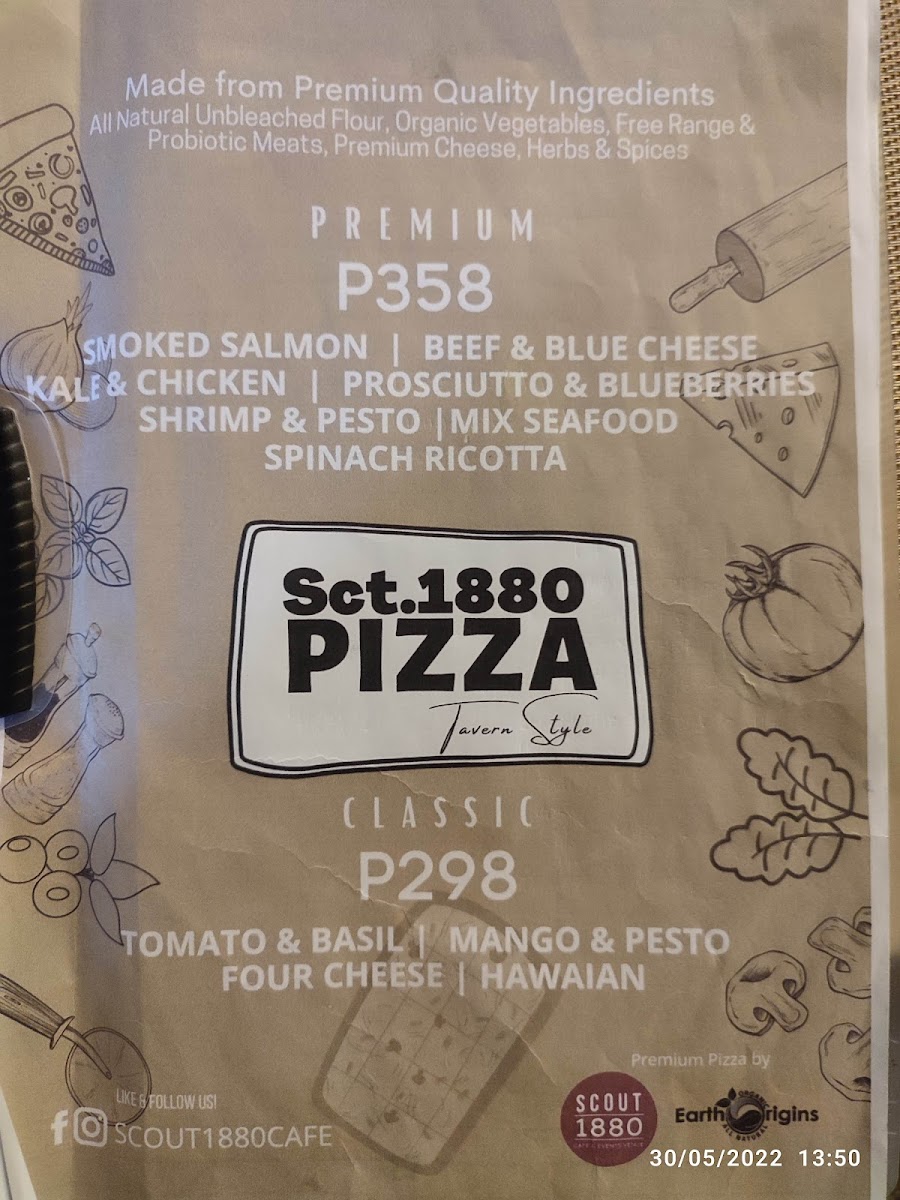 Made from Premium Quality Ingredients
All Natural Unbleached Flour, Organic Vegetables, Free Range &
Probiotic Meats, Premium Cheese, Herbs & Spices
PREMIUM
P358
SMOKED SALMON | BEEF & BLUE CHEESE
KALE & CHICKEN | PROSCIUTTO & BLUEBERRIES
SHRIMP & PESTO | MIX SEAFOOD
SPINACH RICOTTA
Sct.1880
PIZZA
Tavern Style
CLASSIC
P298
TOMATO & BASIL | MANGO & PESTO
FOUR CHEESE | HAWAIAN
Premium Pizza by
LIKE & FOLLOW US!
SCOUT1880CAFE
SCOUT
1880
ORGANIC
Earth Origins
ALL NATURAL
30/05/2022 13:50